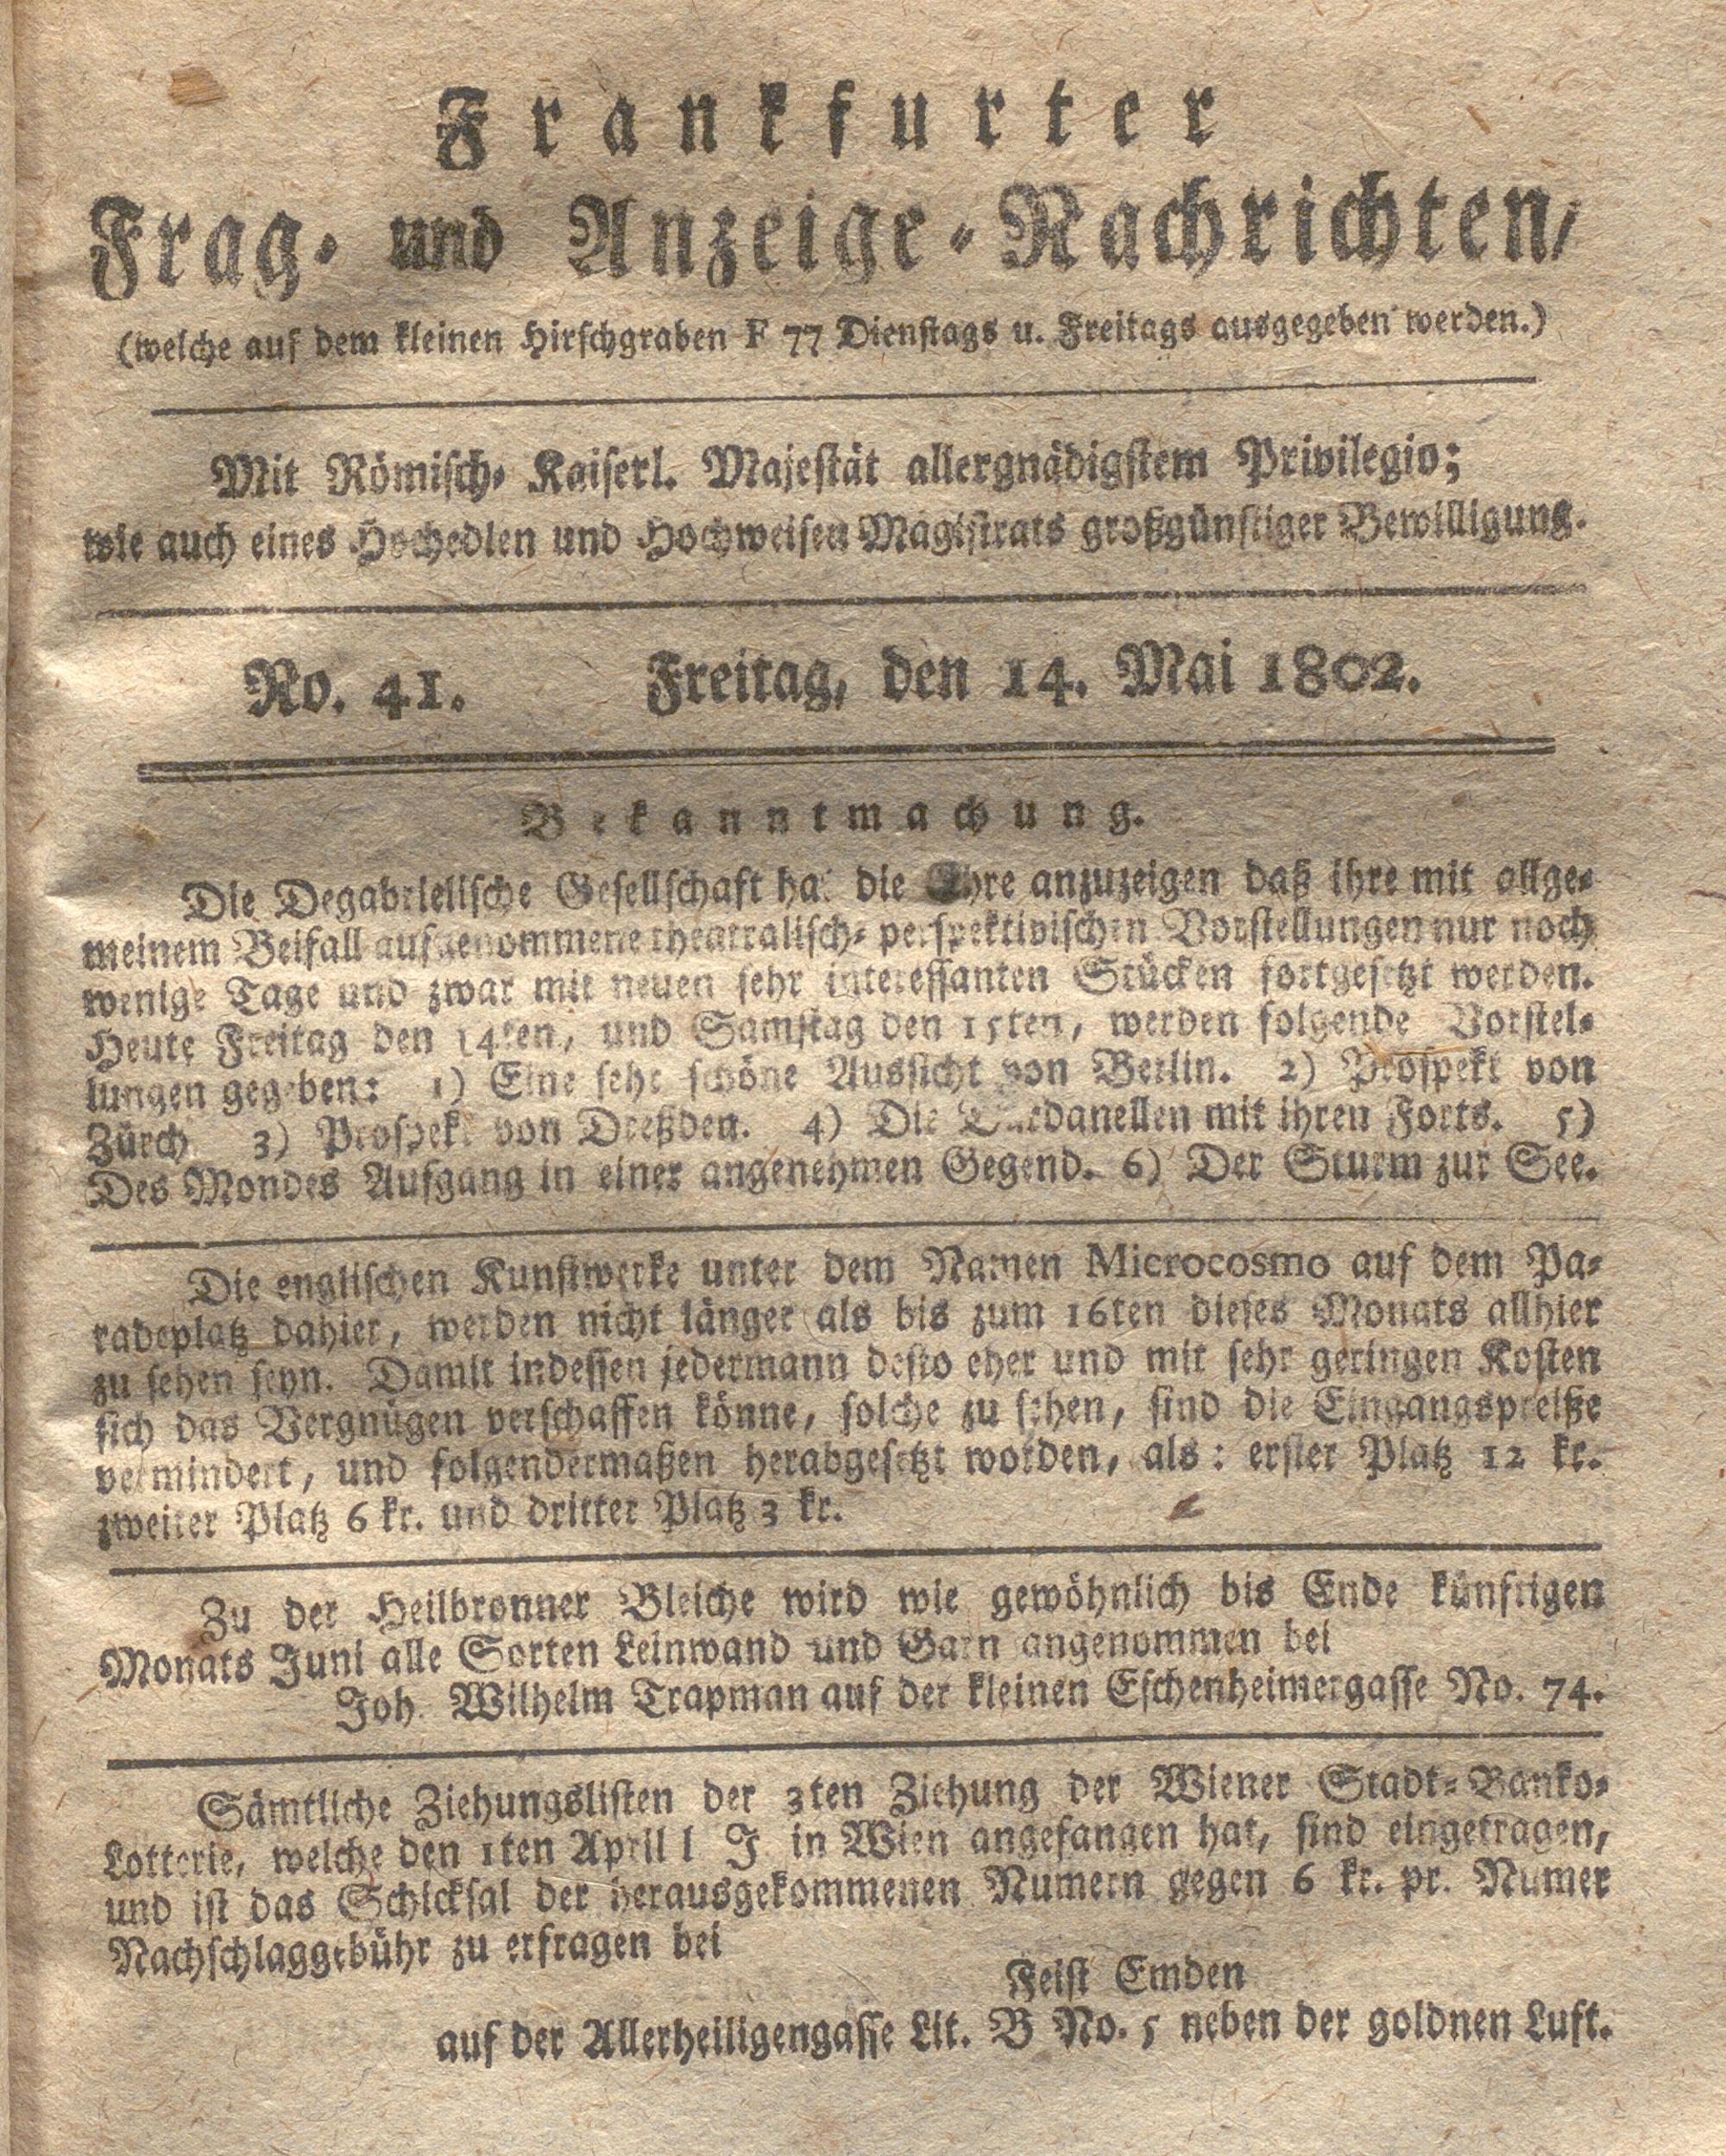 Frankfurter
Frag- und Anzeige-Nachrichten,
(welche auf dem kleinen Hirschgraben F 77 Dienstags u. Freitags ausgegeben werden.)
Mit Römisch- Kaiserl. Majestät allergnädigstem Privilegio;
wie auch eines Hochedlen und Hochweisen Magistrats großgünstiger Bewilligung.
No. 41. Freitag, den 14. Mai 1802.
Bekanntmachung.
Die Degabrielische Gesellschaft hat die Ehre anzuzeigen daß ihre mit allge-
meinem Beifall aufgenommene theatralisch- perspektivischen Vorstellungen nur noch
wenige Tage und zwar mit neuen sehr interessanten Stücken fortgesetzt werden.
Heute Freitag den 14ten, und Samstag den 15ten, werden folgende Vorstel-
lungen gegeben: 1) Eine sehr schöne Aussicht von Berlin. 2) Prospekt von
Zürch. 3) Prospekt von Dreßden. 4) Die Dardanellen mit ihren Forts. 5)
Des Mondes Aufgang in einer angenehmen Gegend. 6) Der Sturm zur See.
Die englischen Kunstwerke unter dem Namen Microcosmo auf dem Pa-
radeplatz dahier, werden nicht länger als bis zum 16ten dieses Monats allhier
zu sehen seyn. Damit indessen jedermann desto eher und mit sehr geringen Kosten
sich das Vergnügen verschaffen könne, solche zu sehen, sind die Eingangspreiße
vermindert, und folgendermaßen herabgesetzt worden, als: erster Platz 12 kr.
zweiter Platz 6 kr. und dritter Platz 3 kr.
Zu der Heilbronner Bleiche wird wie gewöhnlich bis Ende künftigen
Monats Juni alle Sorten Leinwand und Garn angenommen bei
Joh. Wilhelm Trapman auf der kleinen Eschenheimergasse No. 74.
Sämtliche Ziehungslisten der 3ten Ziehung der Wiener Stadt-Banko-
Lotterie, welche den 1ten April l J. in Wien angefangen hat, sind eingetragen,
und ist das Schicksal der herausgekommenen Numern gegen 6 kr. pr. Numer
Nachschlaggebühr zu erfragen bei
Feist Emden
auf der Allerheiligengasse Lit. B No. 5 neben der goldnen Luft.